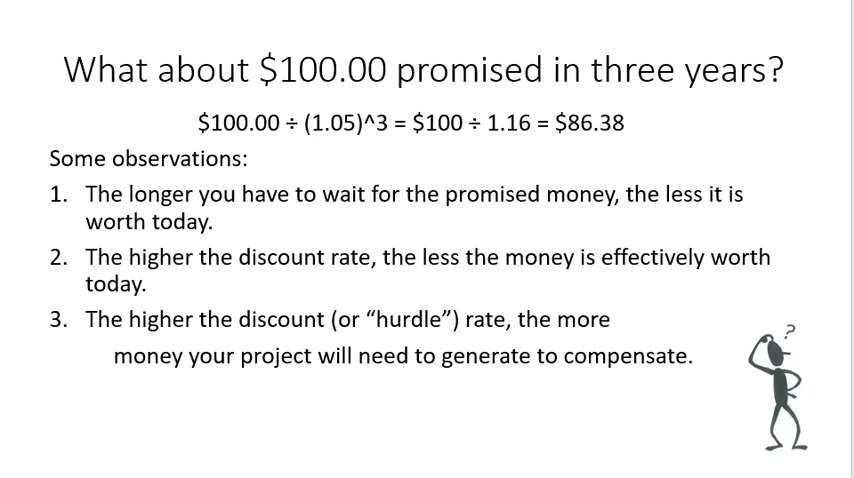 What about $100.00 promised in three years?
$100.00 ÷ (1.05)^3 = $100 ÷ 1.16 = $86.38
Some observations:
1. The longer you have to wait for the promised money, the less it is
worth today.
2. The higher the discount rate, the less the money is effectively worth
today.
3. The higher the discount (or “hurdle”) rate, the more
money your project will need to generate to compensate.
?